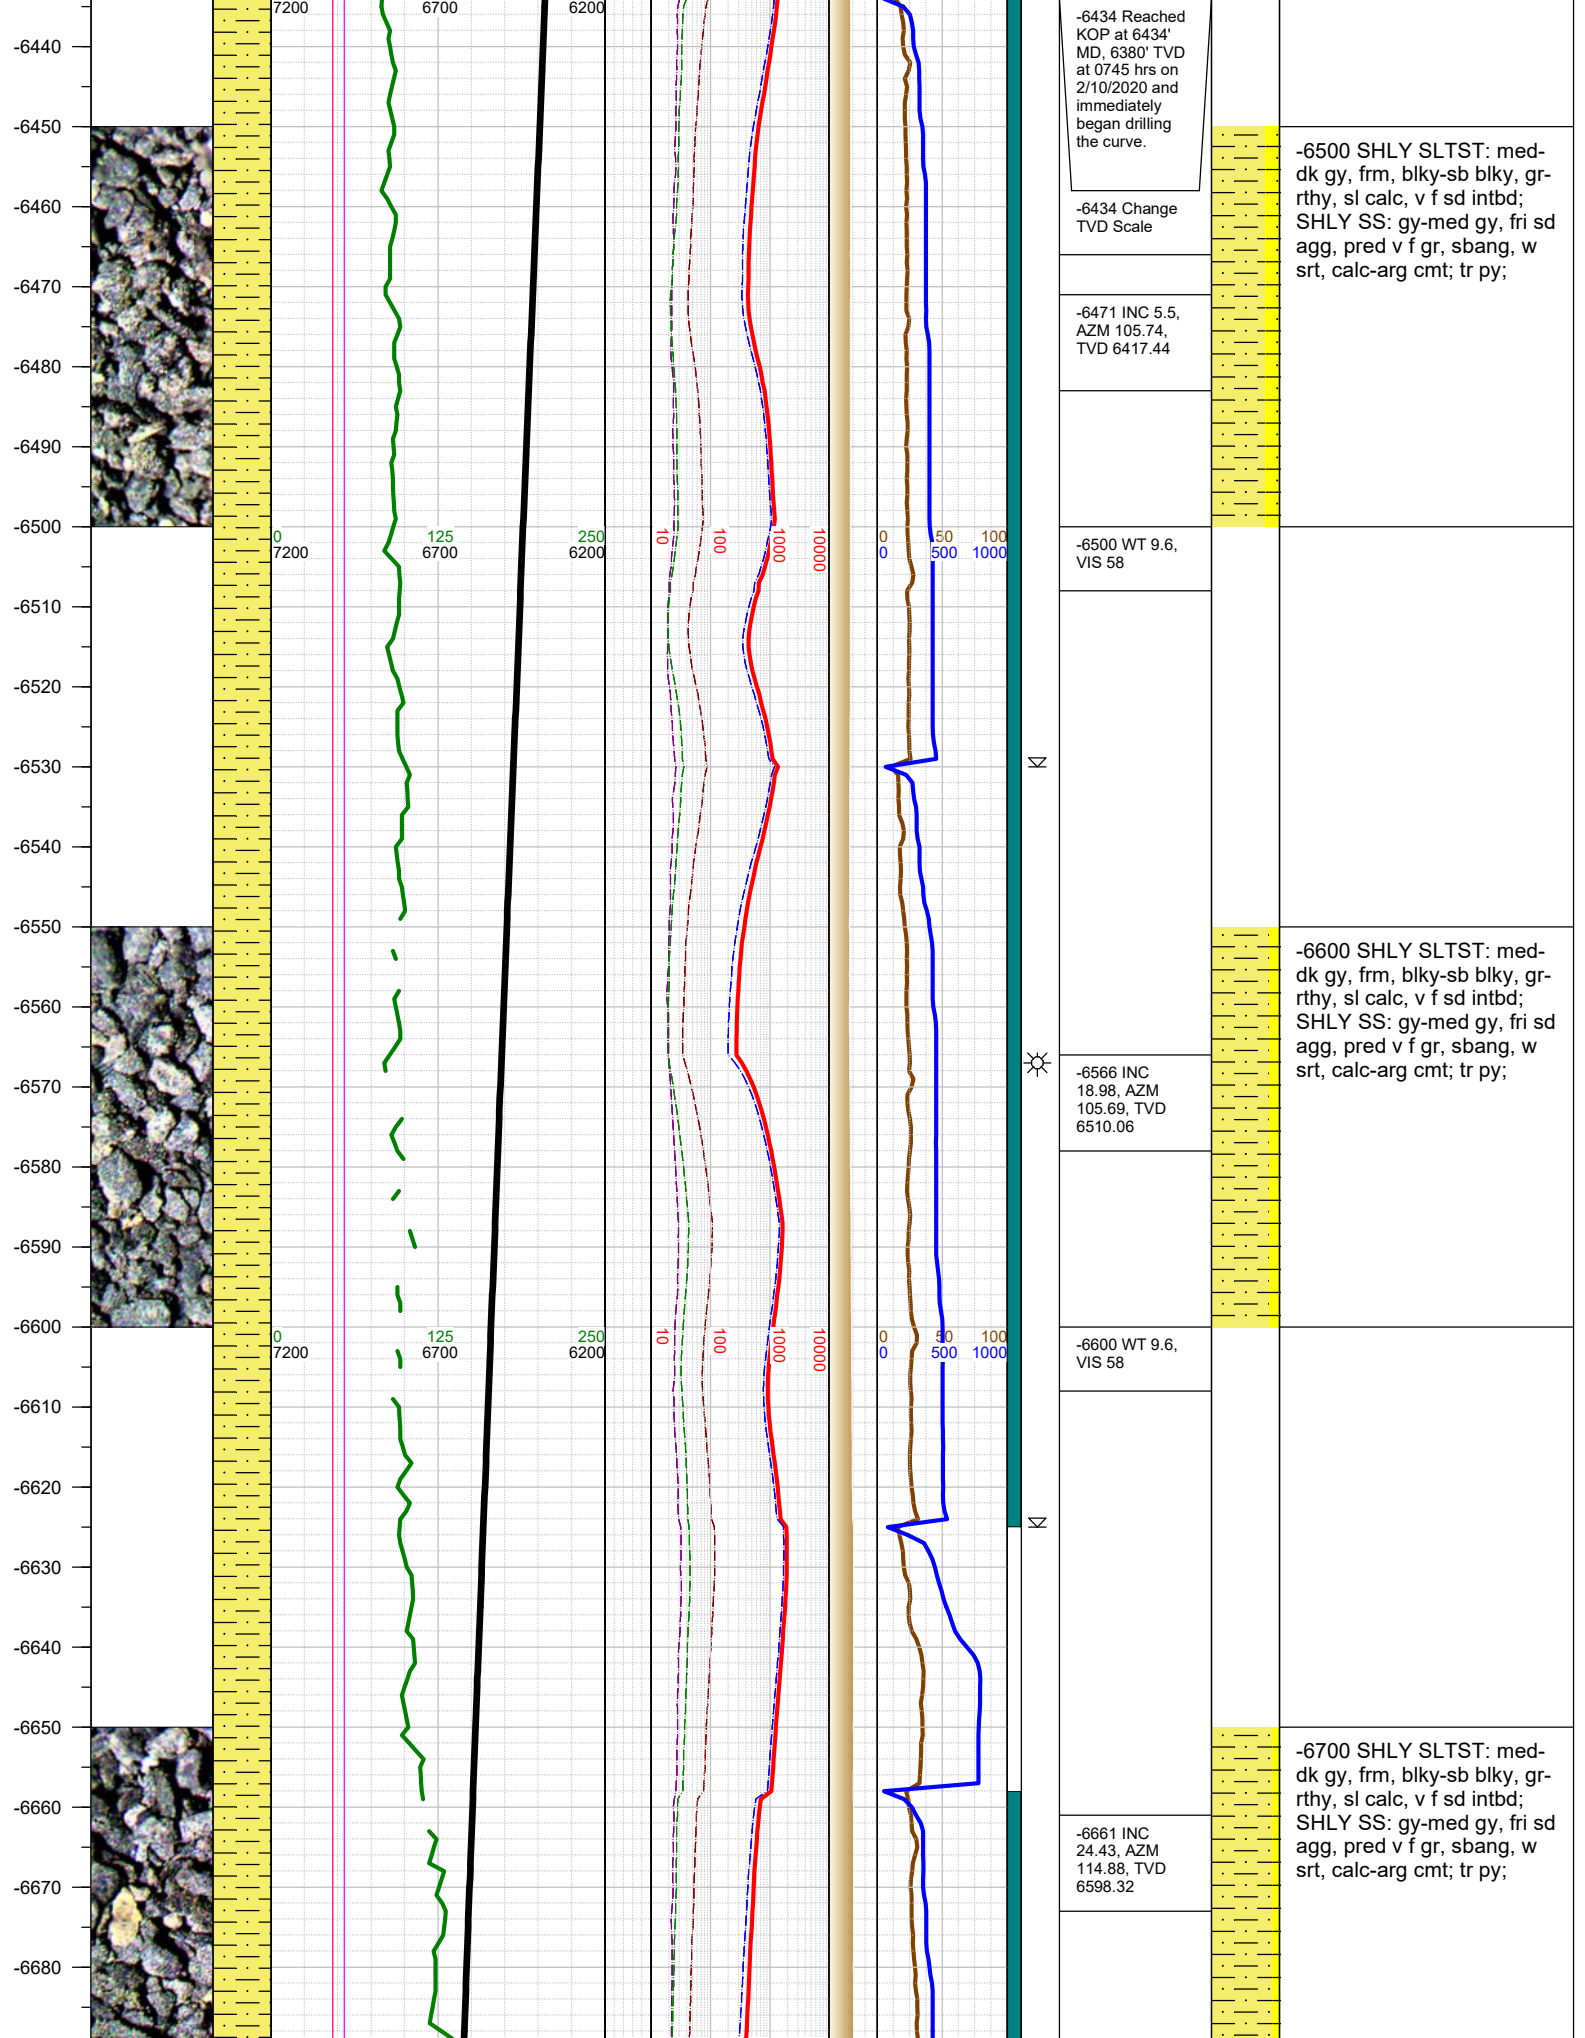 7200 6700 6200
-6434 Reached
KOP at 6434'
MD, 6380' TVD
at 0745 hrs on
2/10/2020 and
immediately
began drilling
the curve.
-6440
-6450
-6500 SHLY SLTST: med-
dk gy, frm, blky-sb blky, gr-
rthy, sl calc, v f sd intbd;
SHLY SS: gy-med gy, fri sd
agg, pred v f gr, sbang, w
srt, calc-arg cmt; tr py;
-6460
-6434 Change
TVD Scale
-6470
-6471 INC 5.5,
AZM 105.74,
TVD 6417.44
-6480
-6490
-6500
0 125 250
7200 6700 6200
10 100 1000 10000
0 50 100
0 500 1000
-6500 WT 9.6,
VIS 58
-6510
-6520
-6530
-6540
-6550
-6600 SHLY SLTST: med-
dk gy, frm, blky-sb blky, gr-
rthy, sl calc, v f sd intbd;
SHLY SS: gy-med gy, fri sd
agg, pred v f gr, sbang, w
srt, calc-arg cmt; tr py;
-6560
-6570
-6566 INC
18.98, AZM
105.69, TVD
6510.06
-6580
-6590
-6600
0 125 250
7200 6700 6200
10 100 1000 10000
0 50 100
0 500 1000
-6600 WT 9.6,
VIS 58
-6610
-6620
-6630
-6640
-6650
-6700 SHLY SLTST: med-
dk gy, frm, blky-sb blky, gr-
rthy, sl calc, v f sd intbd;
SHLY SS: gy-med gy, fri sd
agg, pred v f gr, sbang, w
srt, calc-arg cmt; tr py;
-6660
-6661 INC
24.43, AZM
114.88, TVD
6598.32
-6670
-6680